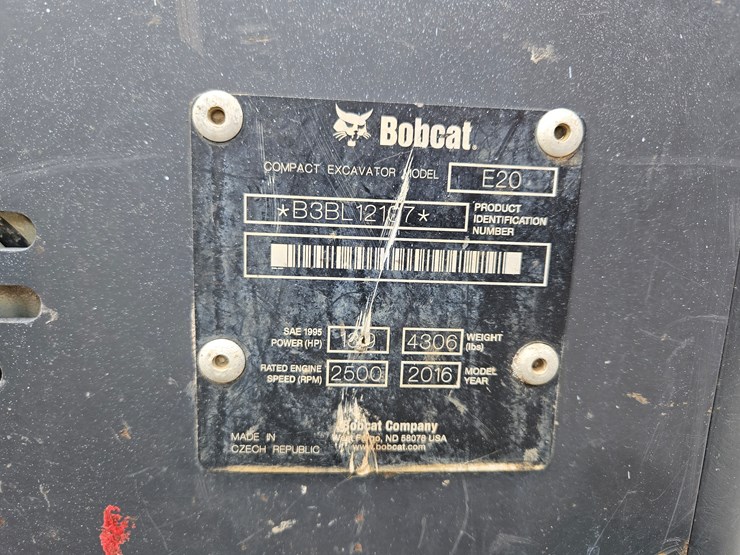 Bobcat®
COMPACT EXCAVATOR MODEL E20
*B3BL12107* PRODUCT IDENTIFICATION NUMBER
SAE 1995 POWER (HP)
4306 WEIGHT (lbs)
RATED ENGINE SPEED (RPM) 2500
2016 MODEL YEAR
Bobcat Company
West Fargo, ND 58078 USA
www.bobcat.com
MADE IN
CZECH REPUBLIC